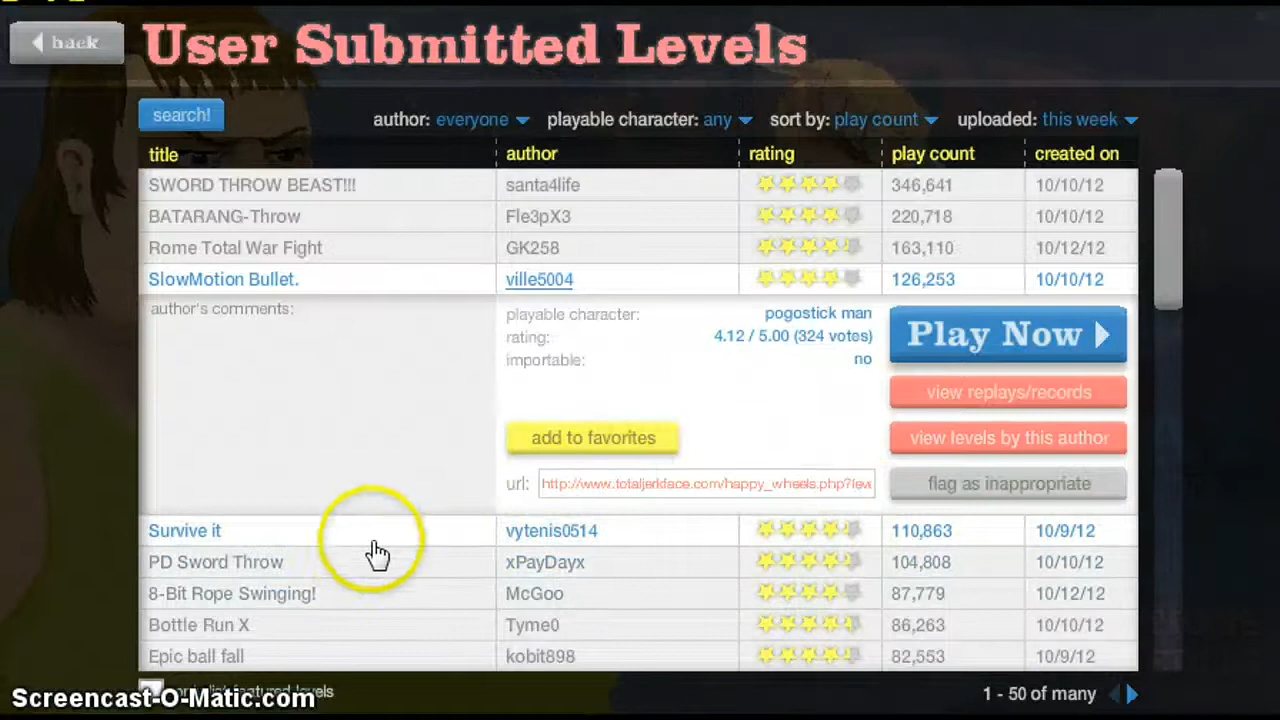 back
User Submitted Levels
search!
author: everyone playable character: any sort by: play count uploaded: this week
title author rating play count created on
SWORD THROW BEAST!!! santa4life 346,641 10/10/12
BATARANG-Throw Fle3pX3 220,718 10/10/12
Rome Total War Fight GK258 163,110 10/12/12
SlowMotion Bullet. ville5004 126,253 10/10/12
author's comments:
playable character: pogostick man
rating: 4.12 / 5.00 (324 votes)
importable: no
Play Now
view replays/records
add to favorites
view levels by this author
url: http://www.totaljerkface.com/happy_wheels.php?lev
flag as inappropriate
Survive it vytenis0514 110,863 10/9/12
PD Sword Throw xPayDayx 104,808 10/10/12
8-Bit Rope Swinging! McGoo 87,779 10/12/12
Bottle Run X Tyme0 86,263 10/12/12
Epic ball fall kobit898 82,553 10/9/12
featured levels
1 - 50 of many
Screencast-O-Matic.com